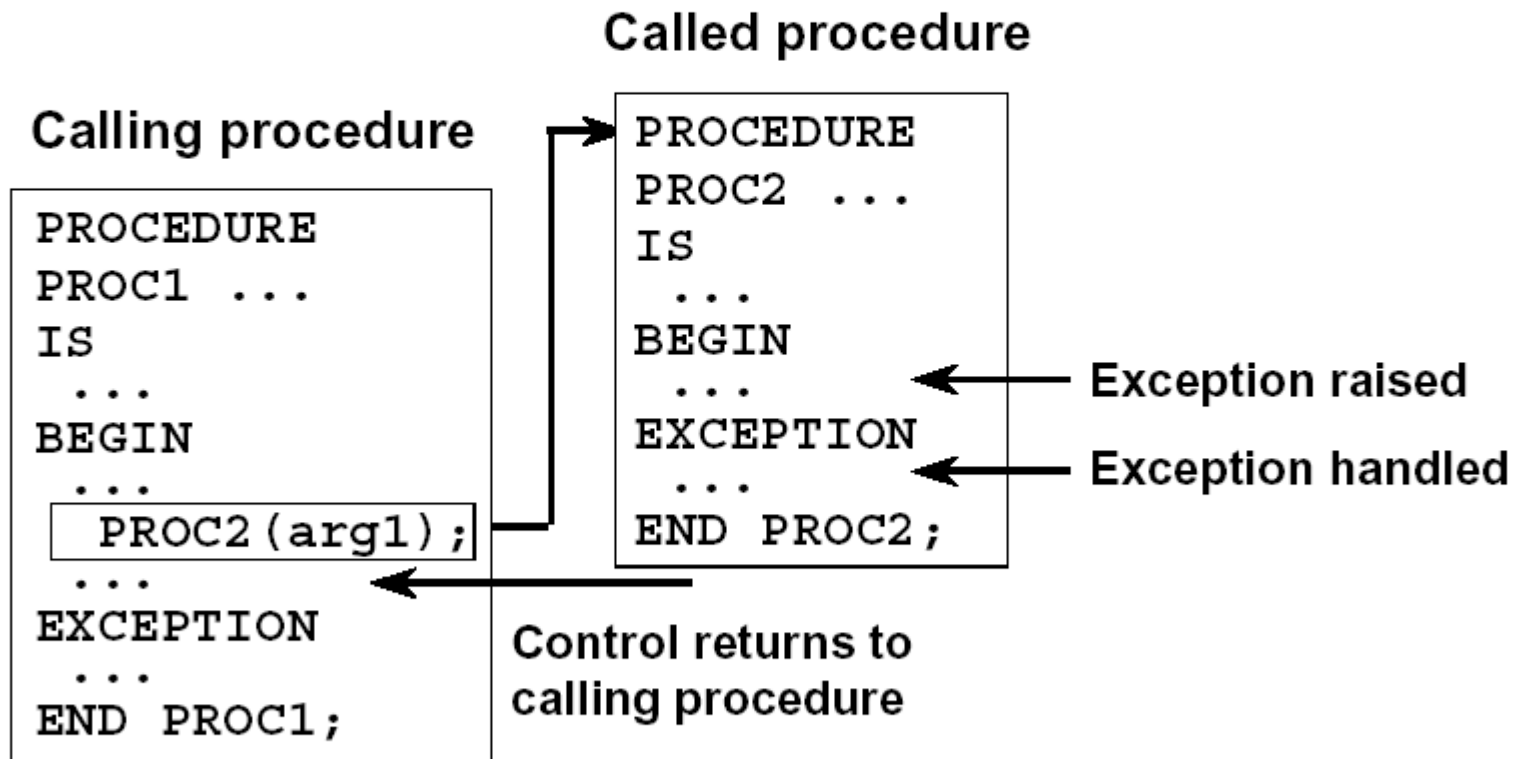 Called procedure
Calling procedure
PROCEDURE
PROC1 ...
IS
...
BEGIN
...
PROC2(arg1);
...
EXCEPTION
...
END PROC1;
PROCEDURE
PROC2 ...
IS
...
BEGIN
...
EXCEPTION
...
END PROC2;
Exception raised
Exception handled
Control returns to
calling procedure